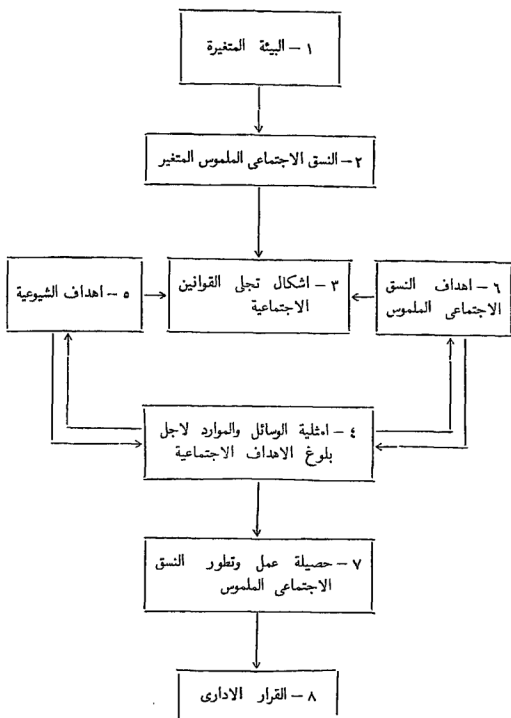 ١ – البيئة المتغيرة
٢ – النسق الاجتماعى الملموس المتغير
٣ – اشكال تجلى القوانين
الاجتماعية
٦ – اهداف النسق
الاجتماعى الملموس
٥ – اهداف الشيوعية
٤ – امثلية الوسائل والموارد لاجل
بلوغ الاهداف الاجتماعية
٧ – حصيلة عمل وتطور النسق
الاجتماعى الملموس
٨ – القرار الادارى